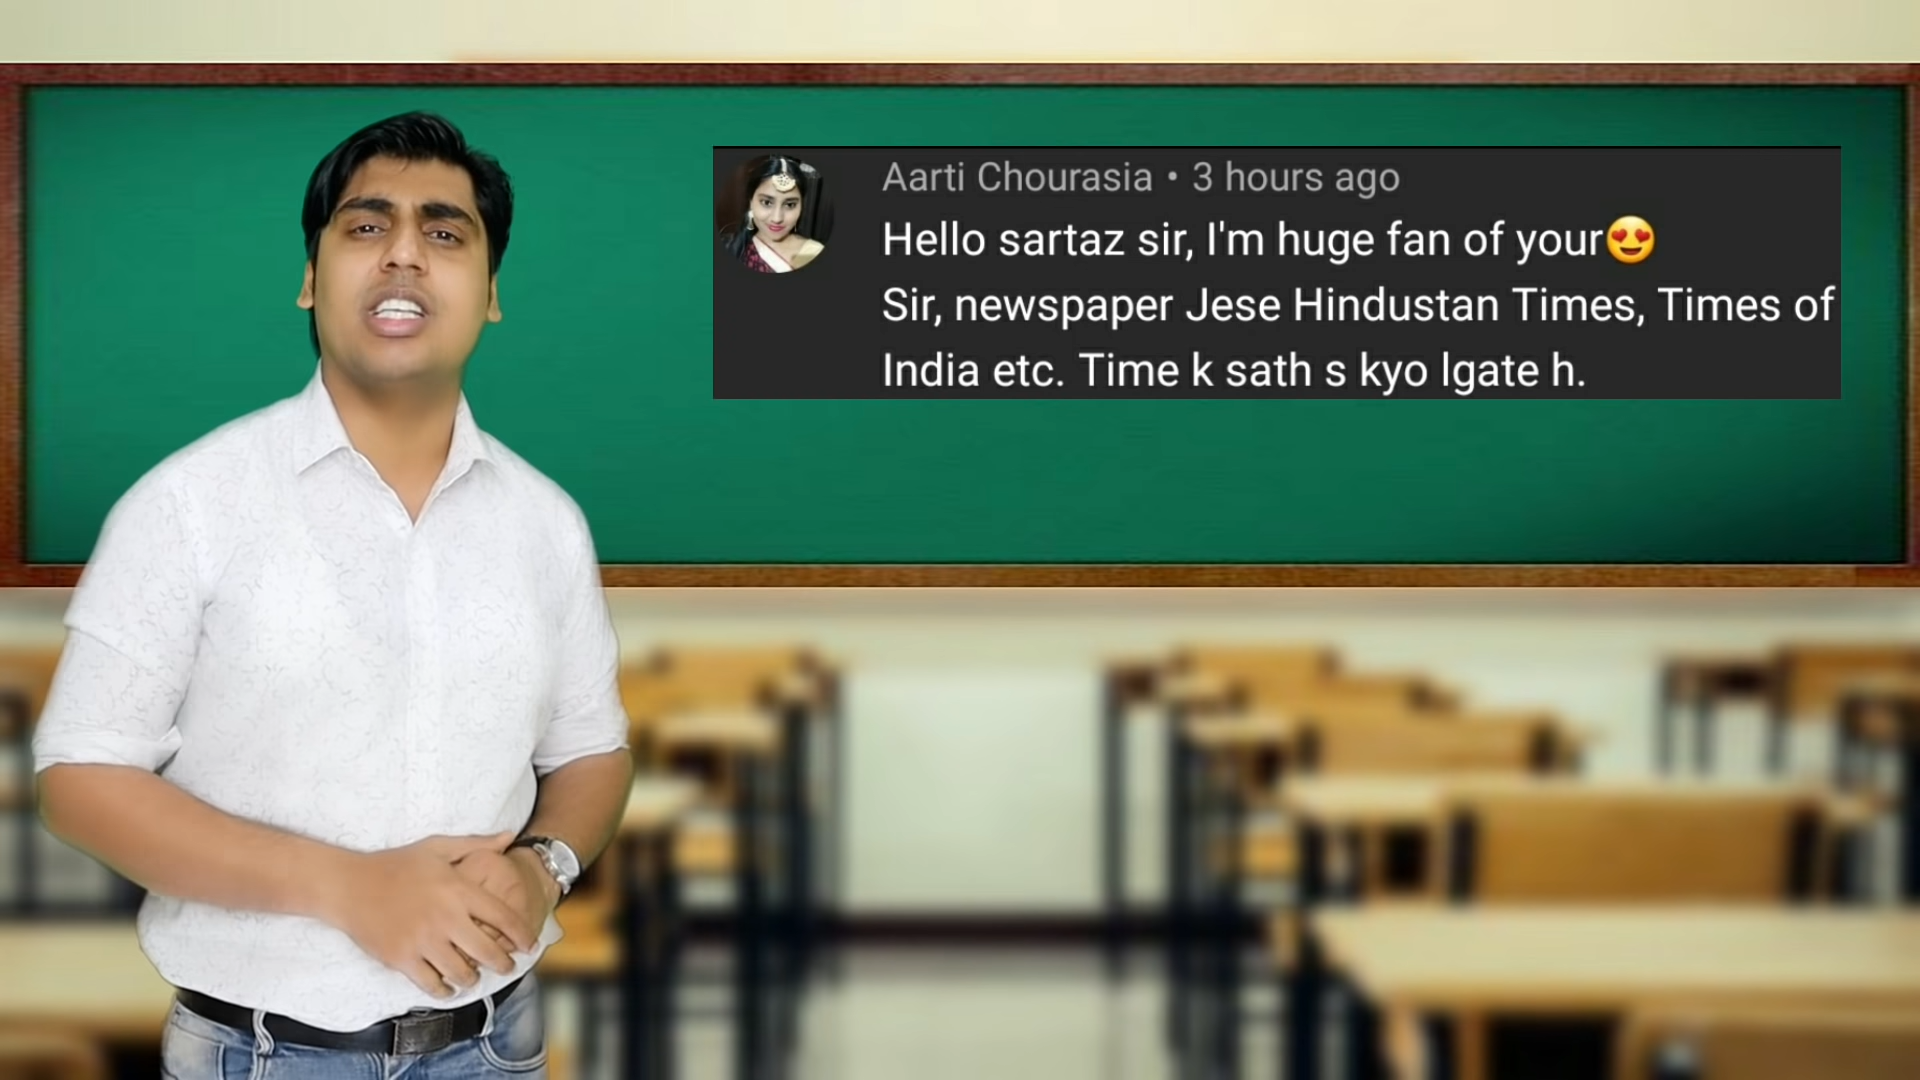 Aarti Chourasia • 3 hours ago
Hello sartaz sir, I'm huge fan of your😍
Sir, newspaper Jese Hindustan Times, Times of
India etc. Time k sath s kyo lgate h.